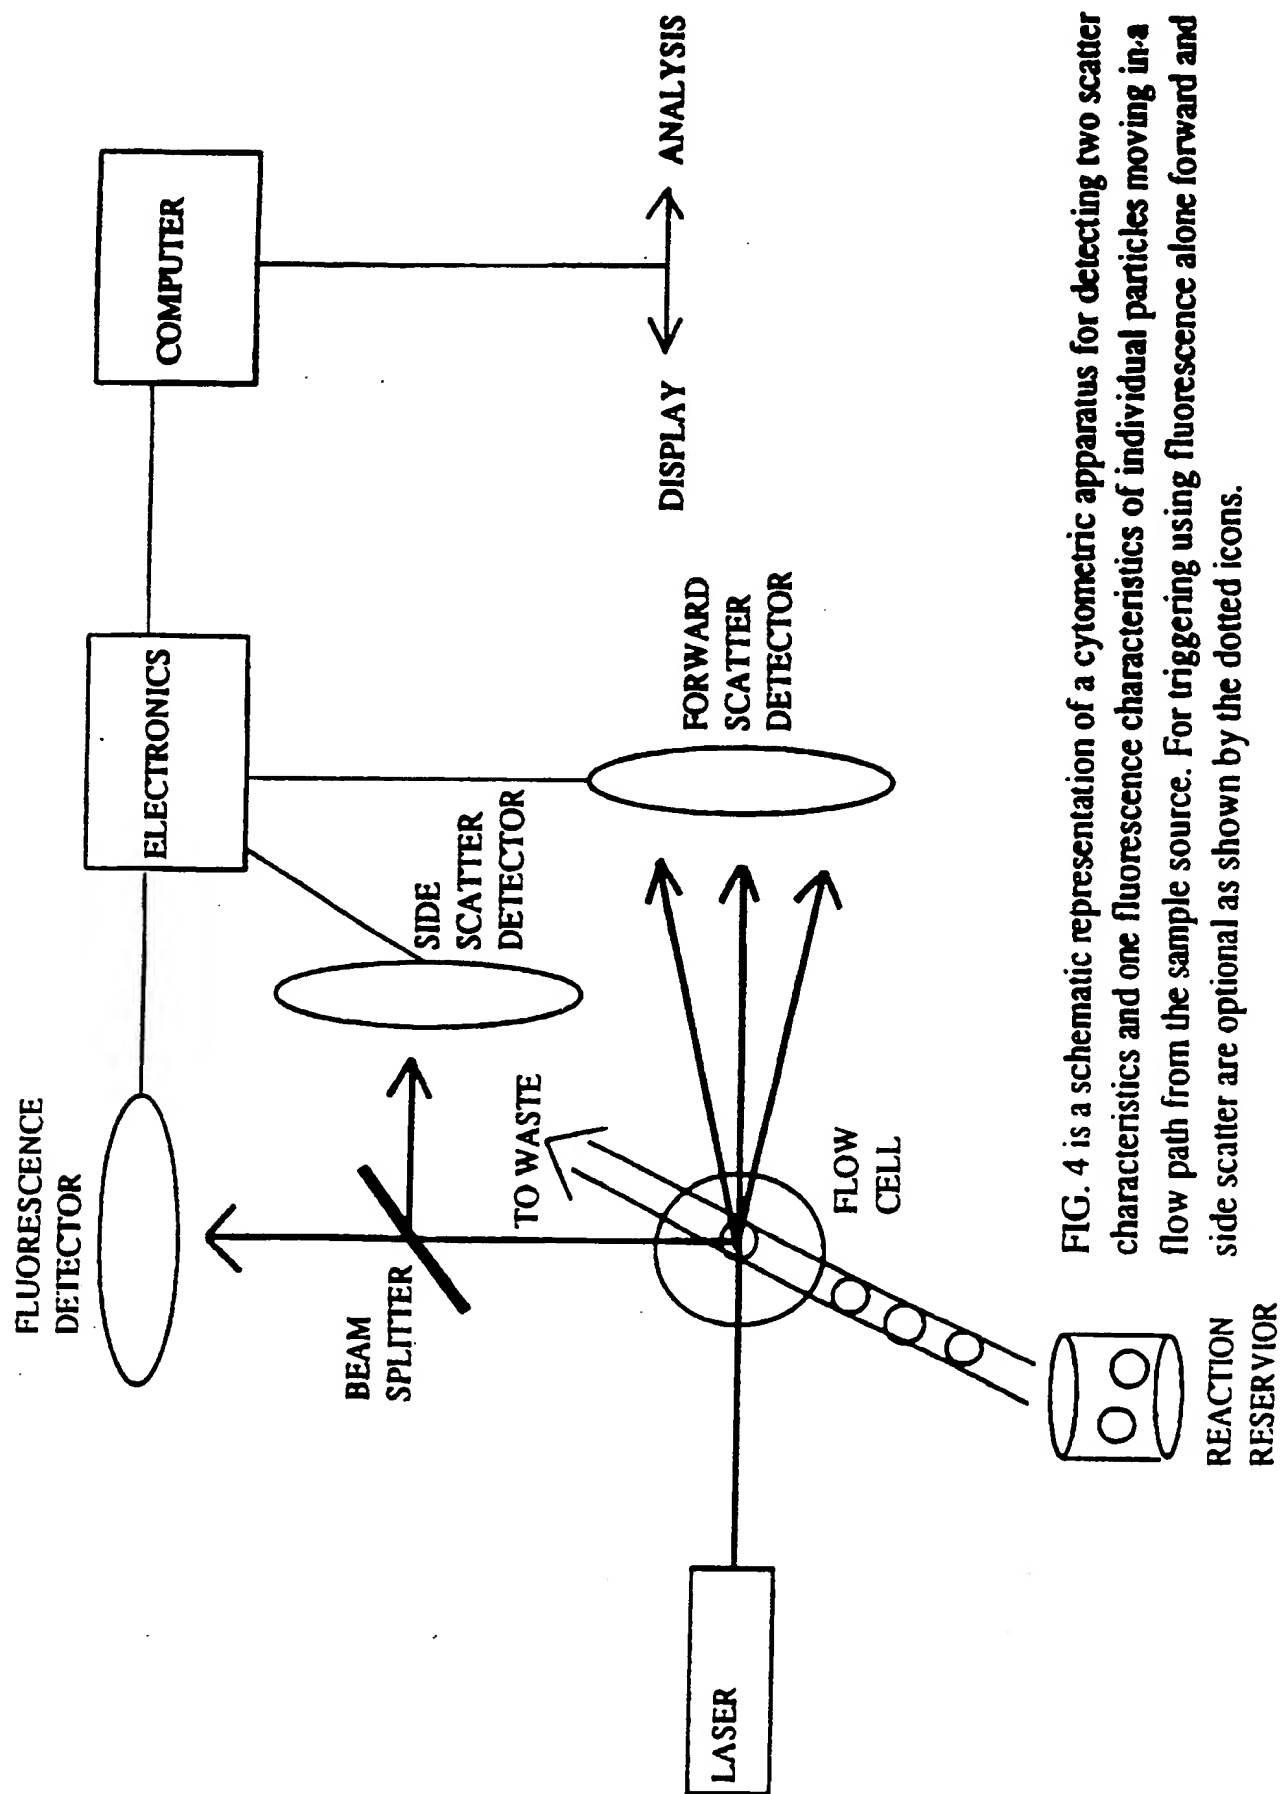 FLUORESCENCE
DETECTOR
ELECTRONICS
COMPUTER
BEAM
SPLITTER
SIDE
SCATTER
DETECTOR
TO WASTE
DISPLAY
ANALYSIS
LASER
FLOW
CELL
FORWARD
SCATTER
DETECTOR
REACTION
RESERVIOR
FIG. 4 is a schematic representation of a cytometric apparatus for detecting two scatter
characteristics and one fluorescence characteristics of individual particles moving in a
flow path from the sample source. For triggering using fluorescence alone forward and
side scatter are optional as shown by the dotted icons.